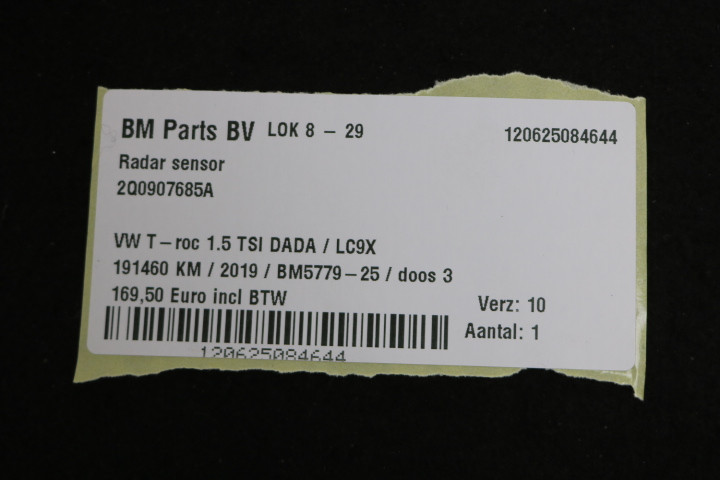 BM Parts BV LOK 8 - 29 120625084644
Radar sensor
2Q0907685A
VW T-roc 1.5 TSI DADA / LC9X
191460 KM / 2019 / BM5779-25 / doos 3
169,50 Euro incl BTW
Verz: 10
Aantal: 1
120625084644